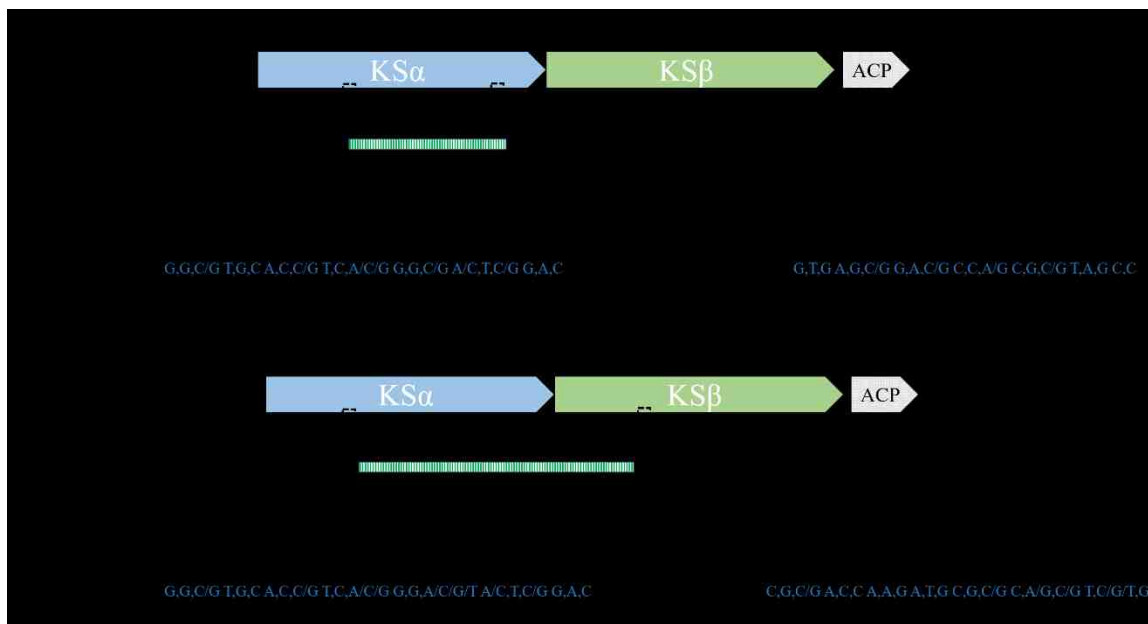 KSα KSβ ACP
G,G,C/G T,G,C A,C,C/G T,C,A/C/G G,G,C/G A/C,T,C/G G,A,C G,T,G A,G,C/G G,A,C/G C,C,A/G C,G,C/G T,A,G C,C
KSα KSβ ACP
G,G,C/G T,G,C A,C,C/G T,C,A/C/G G,G,A/C/G/T A/C,T,C/G G,A,C C,G,C/G A,C,C A,A,G A,T,G C,G,C/G C,A/G,C/G T,C/G/T,G